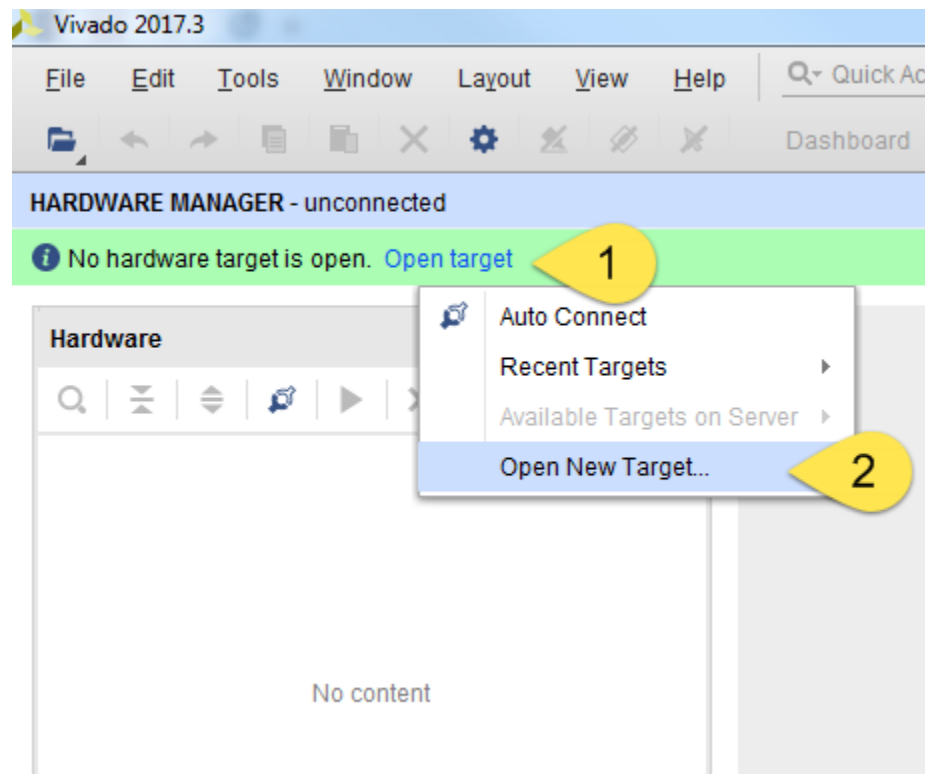 Vivado 2017.3
File Edit Tools Window Layout View Help Quick Ac
Dashboard
HARDWARE MANAGER - unconnected
No hardware target is open. Open target 1
Hardware
Auto Connect
Recent Targets
Available Targets on Server
Open New Target... 2
No content